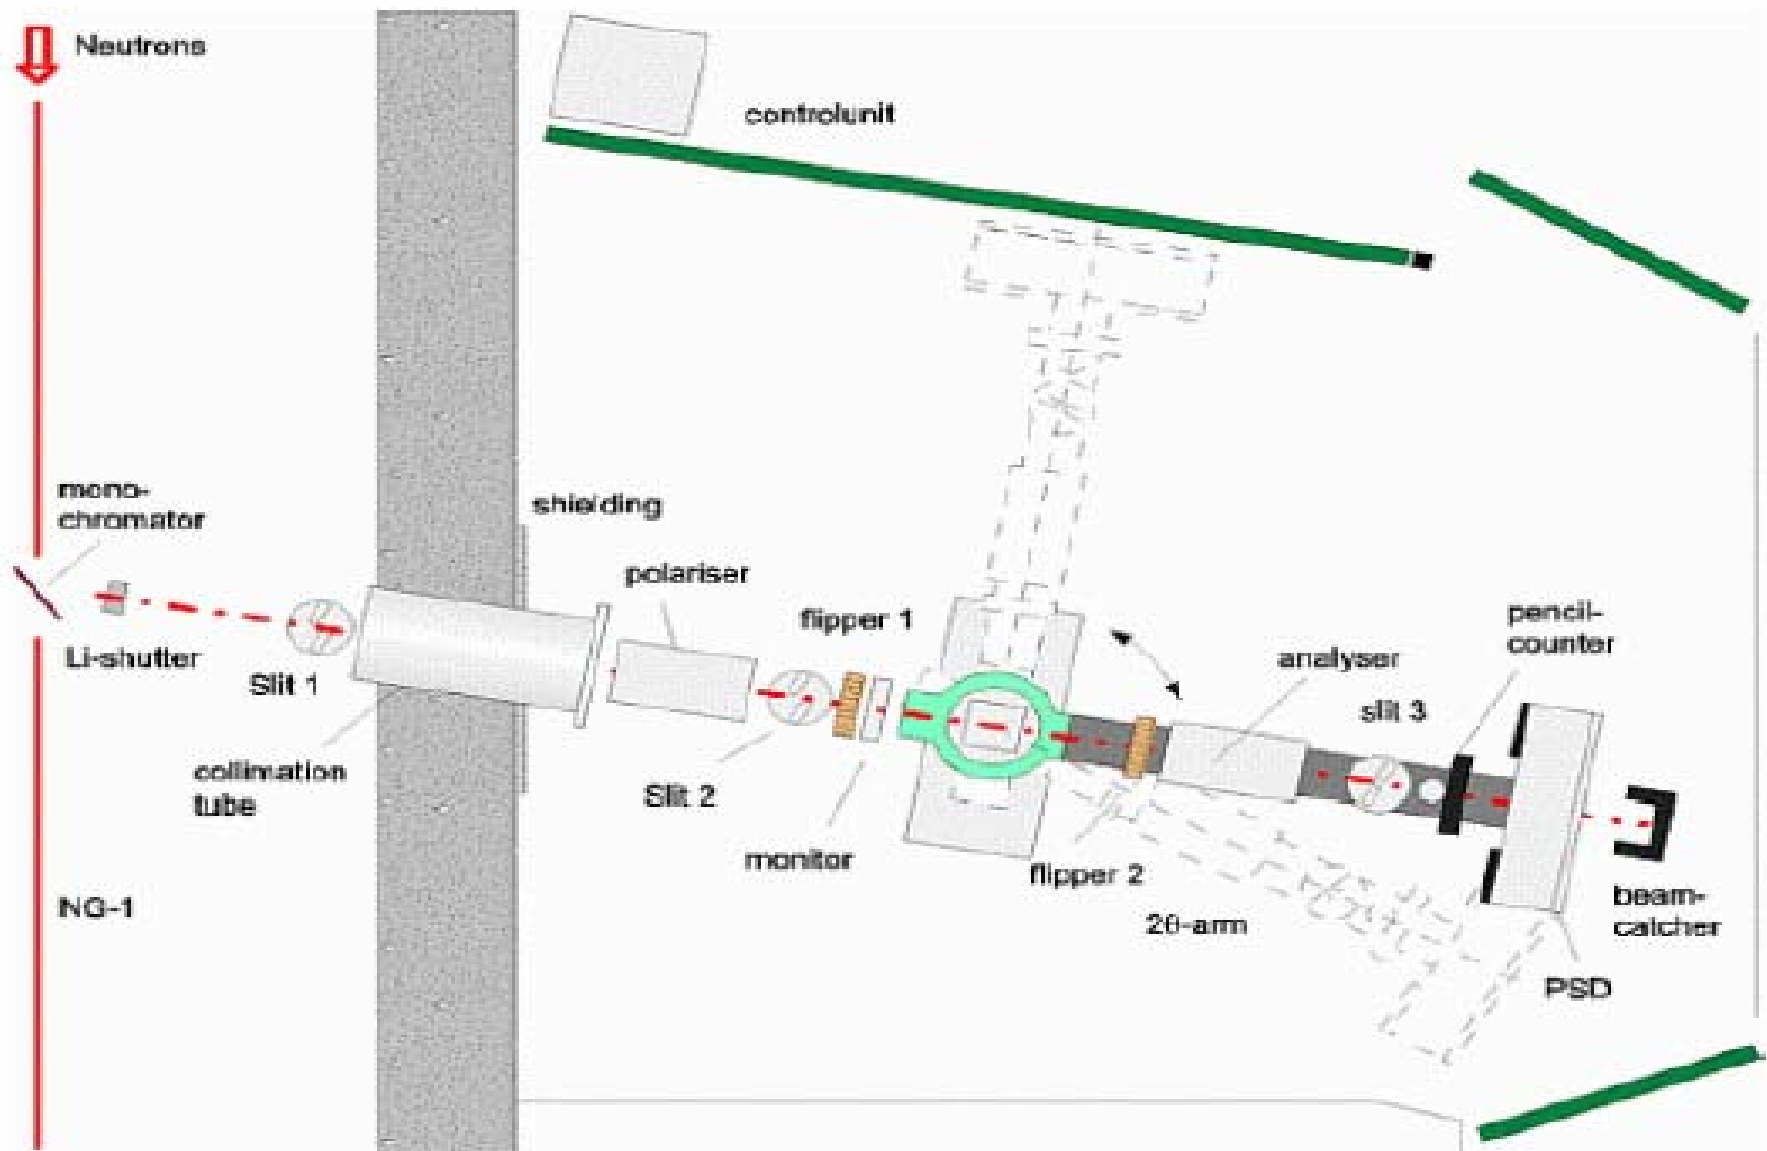 Neutrons
controlunit
mono-
chromator
shielding
polariser
flipper 1
pencil-
counter
Li-shutter
Slit 1
analyser
slit 3
collimation
tube
Slit 2
monitor
flipper 2
NG-1
2θ-arm
beam-
catcher
PSD